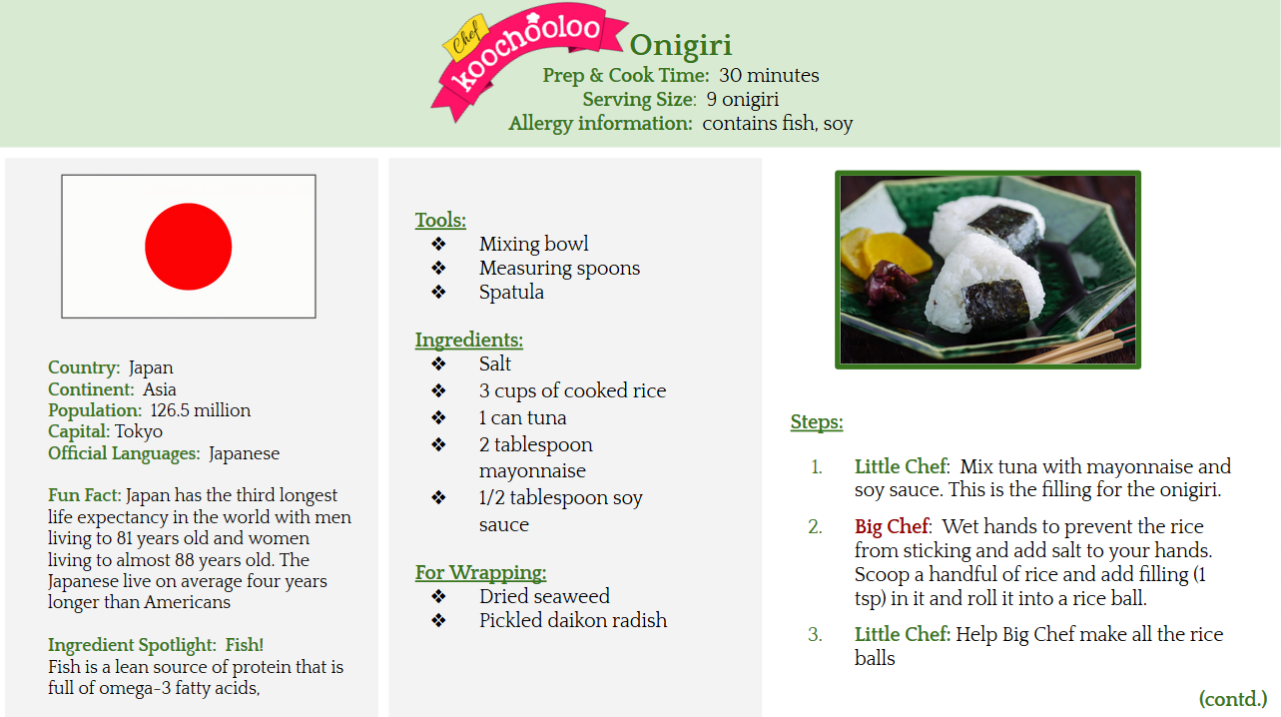 Chef
koochooloo
Onigiri
Prep & Cook Time: 30 minutes
Serving Size: 9 onigiri
Allergy information: contains fish, soy
Country: Japan
Continent: Asia
Population: 126.5 million
Capital: Tokyo
Official Languages: Japanese
Fun Fact: Japan has the third longest
life expectancy in the world with men
living to 81 years old and women
living to almost 88 years old. The
Japanese live on average four years
longer than Americans
Ingredient Spotlight: Fish!
Fish is a lean source of protein that is
full of omega-3 fatty acids,
Tools:
❖ Mixing bowl
❖ Measuring spoons
❖ Spatula
Ingredients:
❖ Salt
❖ 3 cups of cooked rice
❖ 1 can tuna
❖ 2 tablespoon
mayonnaise
❖ 1/2 tablespoon soy
sauce
For Wrapping:
❖ Dried seaweed
❖ Pickled daikon radish
Steps:
1. Little Chef: Mix tuna with mayonnaise and
soy sauce. This is the filling for the onigiri.
2. Big Chef: Wet hands to prevent the rice
from sticking and add salt to your hands.
Scoop a handful of rice and add filling (1
tsp) in it and roll it into a rice ball.
3. Little Chef: Help Big Chef make all the rice
balls
(contd.)